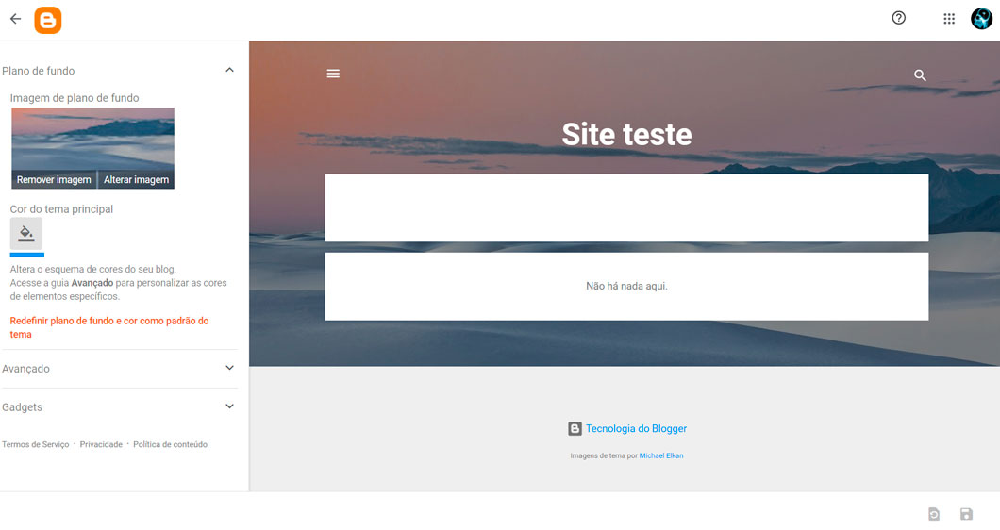 Plano de fundo
Imagem de plano de fundo
Remover imagem
Alterar imagem
Cor do tema principal
Altera o esquema de cores do seu blog.
Acesse a guia Avançado para personalizar as cores
de elementos específicos.
Redefinir plano de fundo e cor como padrão do
tema
Avançado
Gadgets
Termos de Serviço · Privacidade · Política de conteúdo
Site teste
Não há nada aqui.
Tecnologia do Blogger
Imagens de tema por Michael Elkan